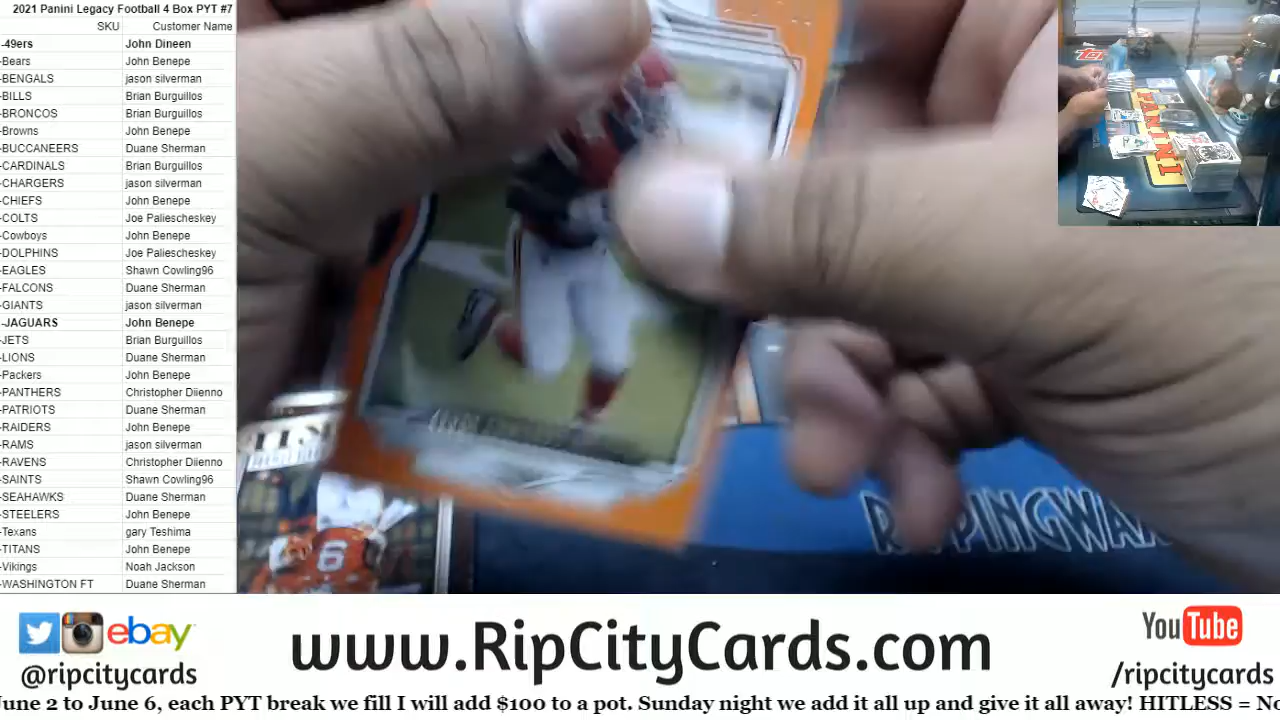 2021 Panini Legacy Football 4 Box PYT #7
SKU Customer Name
-49ers John Dineen
-Bears John Benepe
-BENGALS jason silverman
-BILLS Brian Burguillos
-BRONCOS Brian Burguillos
-Browns John Benepe
-BUCCANEERS Duane Sherman
-CARDINALS Brian Burguillos
-CHARGERS jason silverman
-CHIEFS John Benepe
-COLTS Joe Paliescheskey
-Cowboys John Benepe
-DOLPHINS Joe Paliescheskey
-EAGLES Shawn Cowling96
-FALCONS Duane Sherman
-GIANTS jason silverman
-JAGUARS John Benepe
-JETS Brian Burguillos
-LIONS Duane Sherman
-Packers John Benepe
-PANTHERS Christopher Diienno
-PATRIOTS Duane Sherman
-RAIDERS John Benepe
-RAMS jason silverman
-RAVENS Christopher Diienno
-SAINTS Shawn Cowling96
-SEAHAWKS Duane Sherman
-STEELERS John Benepe
-Texans gary Teshima
-TITANS John Benepe
-Vikings Noah Jackson
-WASHINGTON FT Duane Sherman
PANINI
RIPPINGWAX
6
ebay
@ripcitycards
www.RipCityCards.com
YouTube
/ripcitycards
June 2 to June 6, each PYT break we fill I will add $100 to a pot. Sunday night we add it all up and give it all away! HITLESS = No